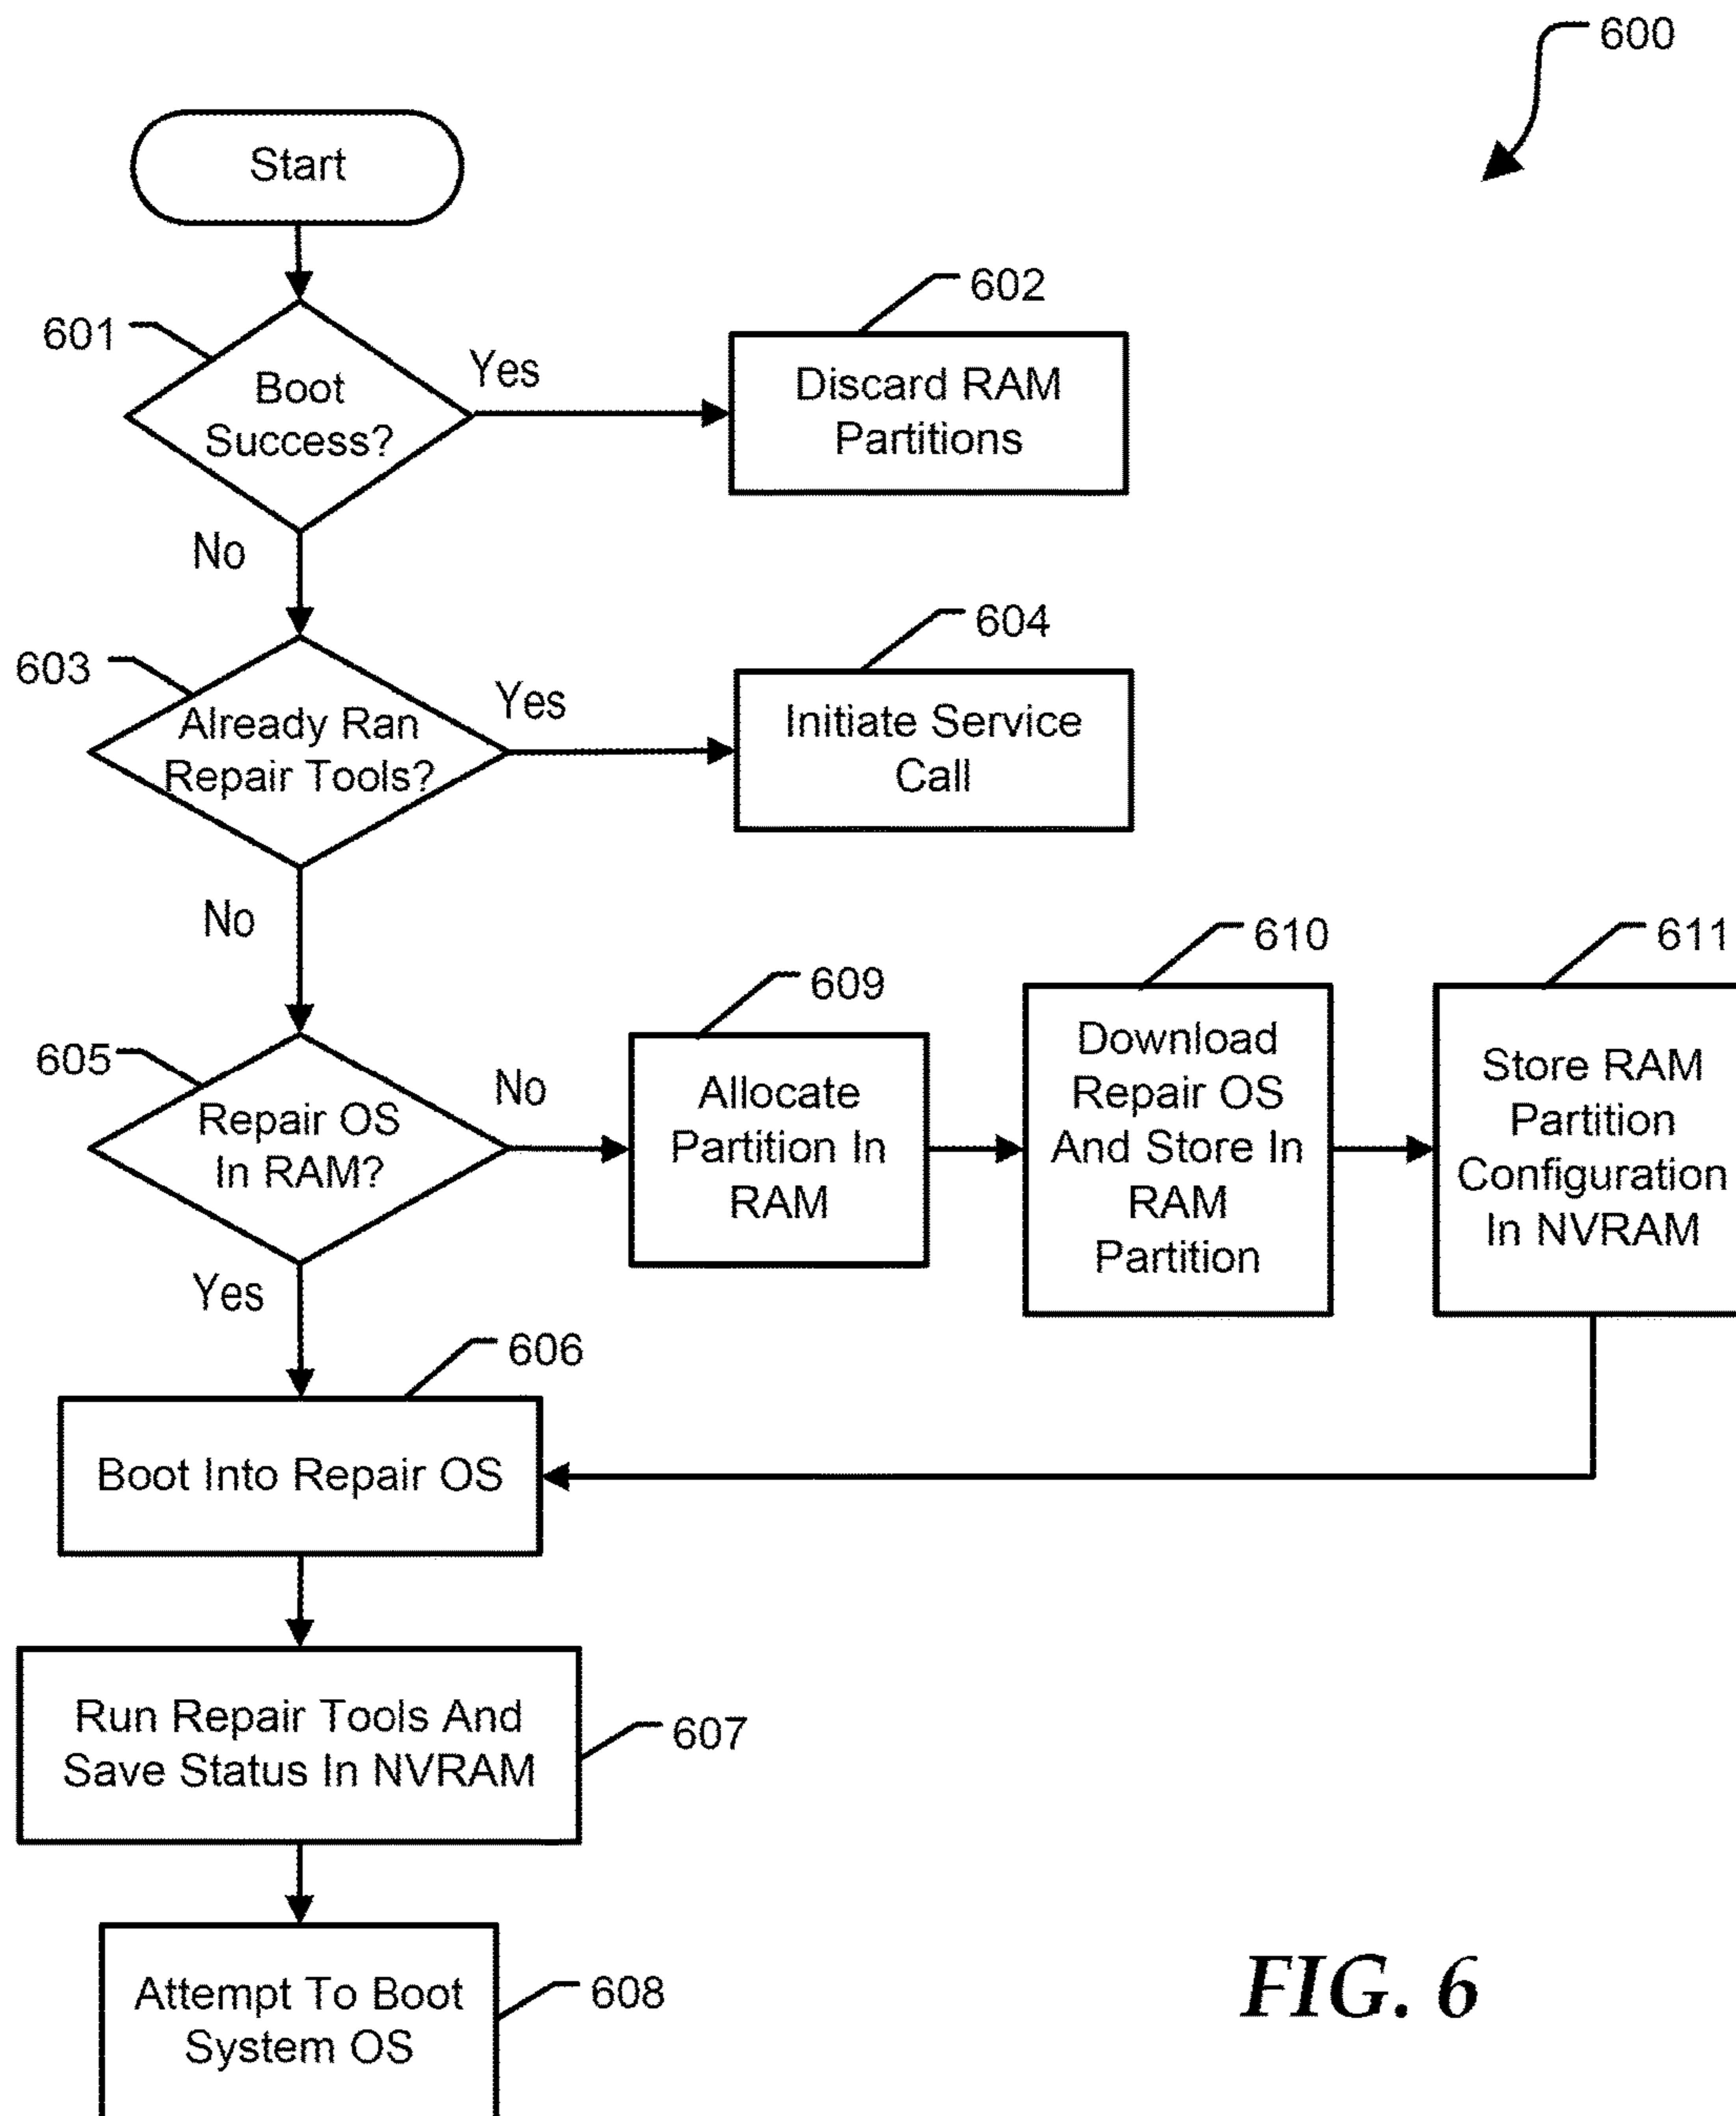 600
Start
601
Boot
Success?
Yes
602
Discard RAM
Partitions
No
603
Already Ran
Repair Tools?
Yes
604
Initiate Service
Call
No
605
Repair OS
In RAM?
No
609
Allocate
Partition In
RAM
610
Download
Repair OS
And Store In
RAM
Partition
611
Store RAM
Partition
Configuration
In NVRAM
Yes
606
Boot Into Repair OS
Run Repair Tools And
Save Status In NVRAM
607
Attempt To Boot
System OS
608
FIG. 6